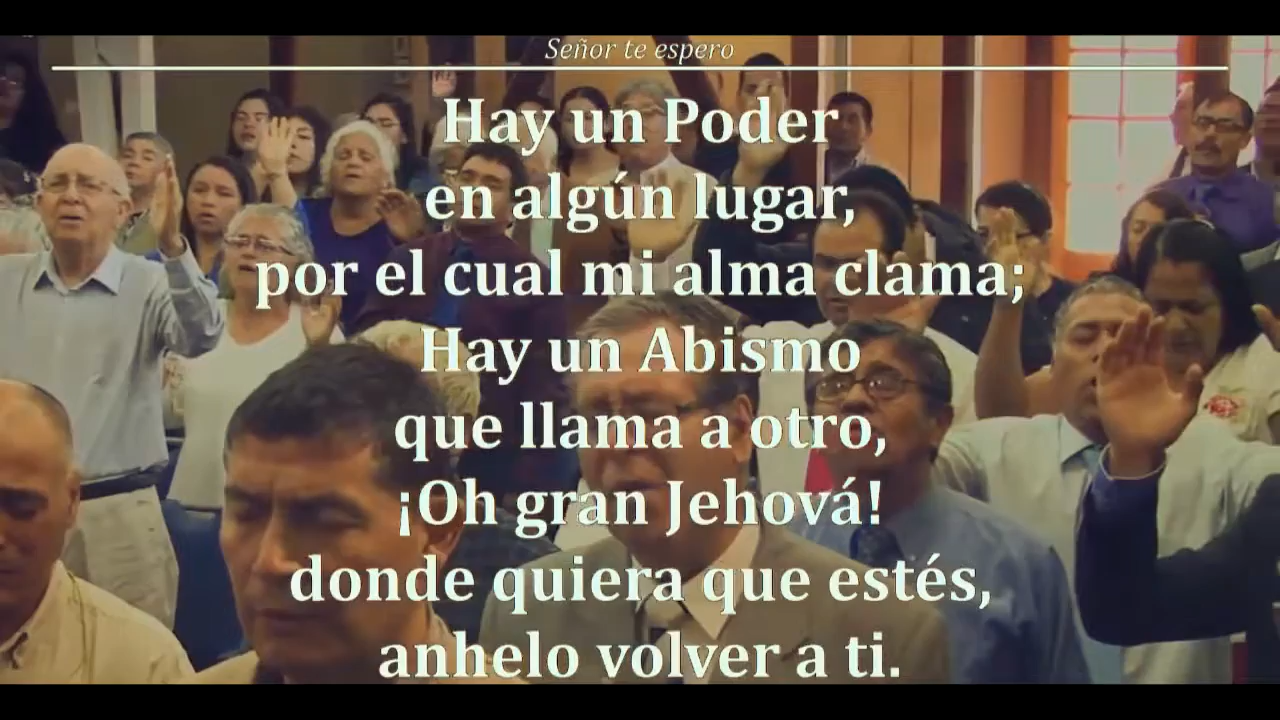 Señor te espero
Hay un Poder
en algún lugar,
por el cual mi alma clama;
Hay un Abismo
que llama a otro,
¡Oh gran Jehová!
donde quiera que estés,
anhelo volver a ti.